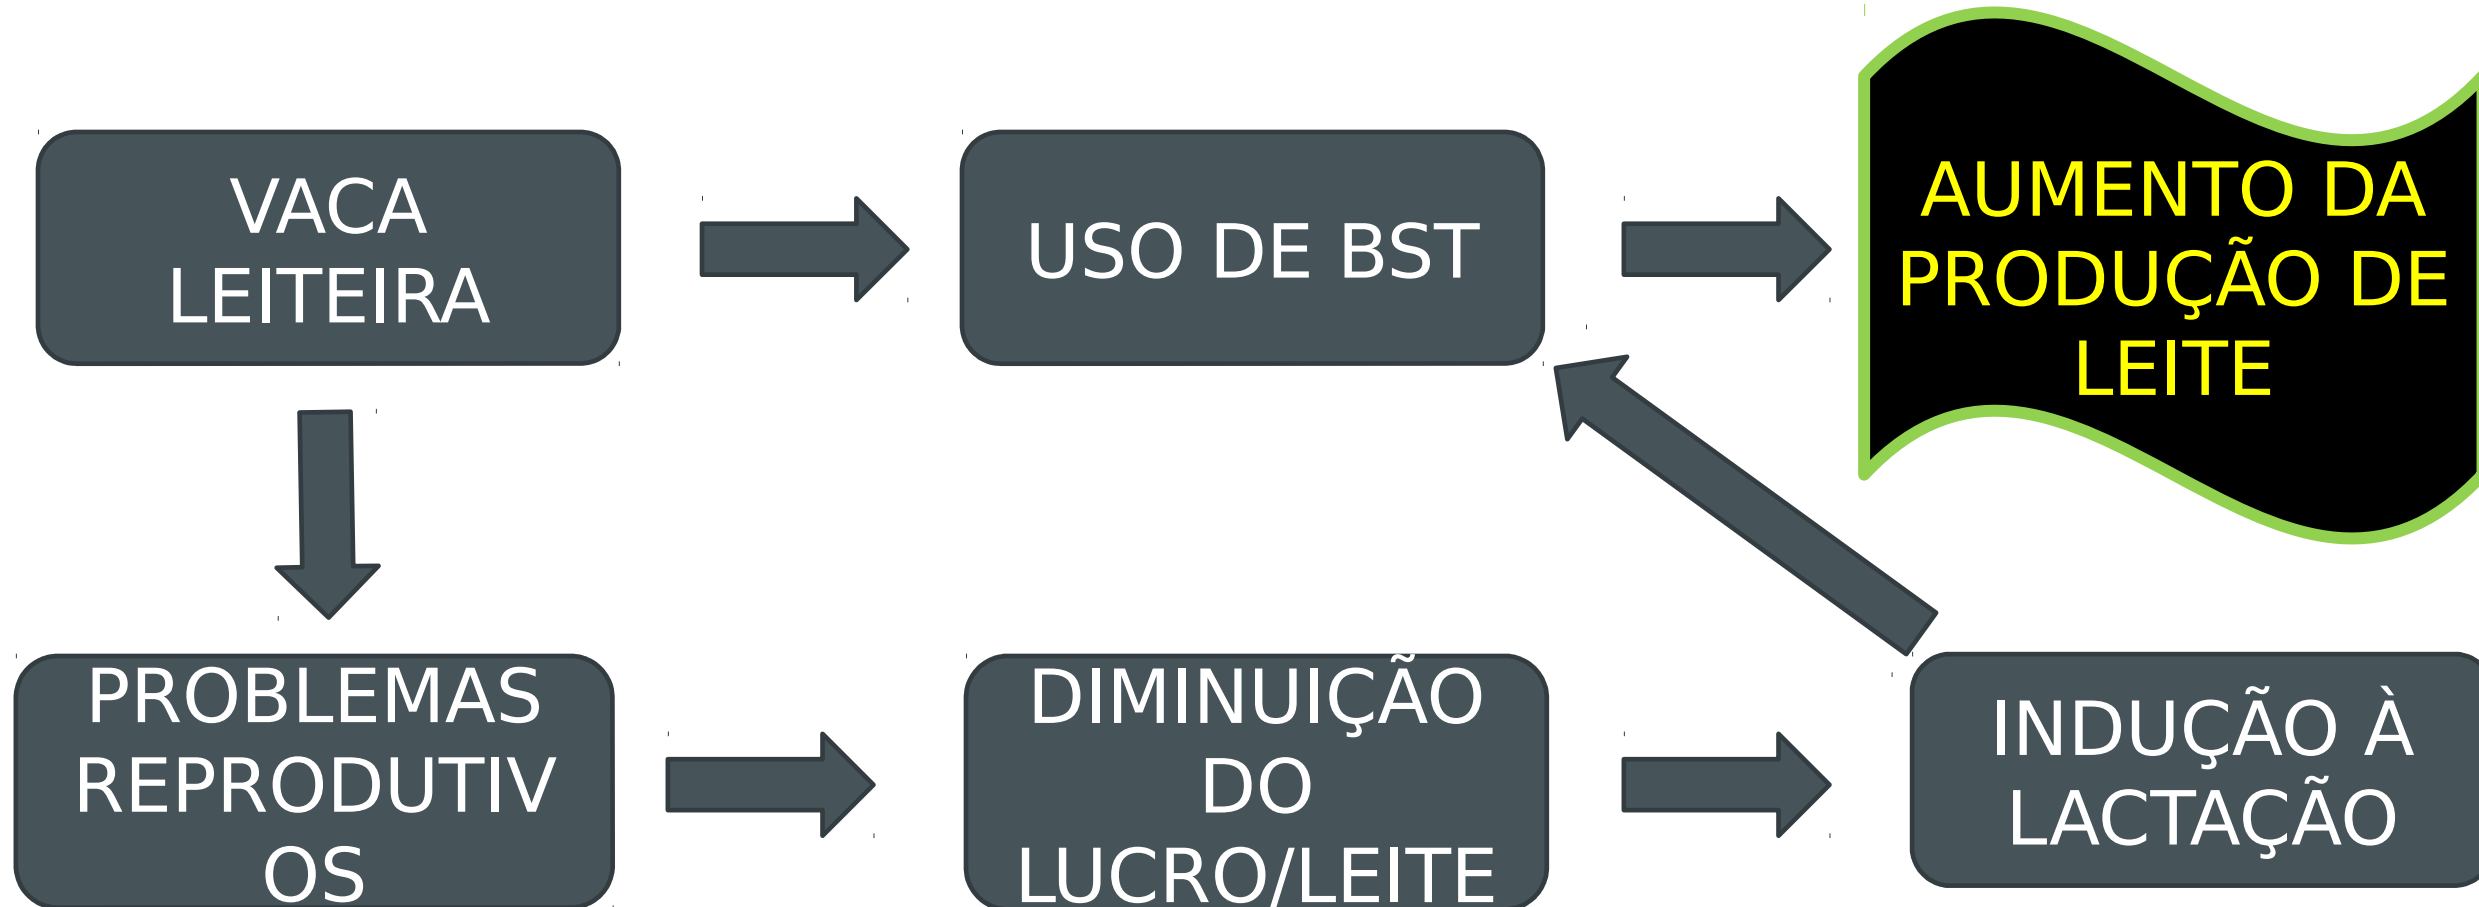 VACA
LEITEIRA
USO DE BST
AUMENTO DA
PRODUÇÃO DE
LEITE
PROBLEMAS
REPRODUTIV
OS
DIMINUIÇÃO
DO
LUCRO/LEITE
INDUÇÃO À
LACTAÇÃO